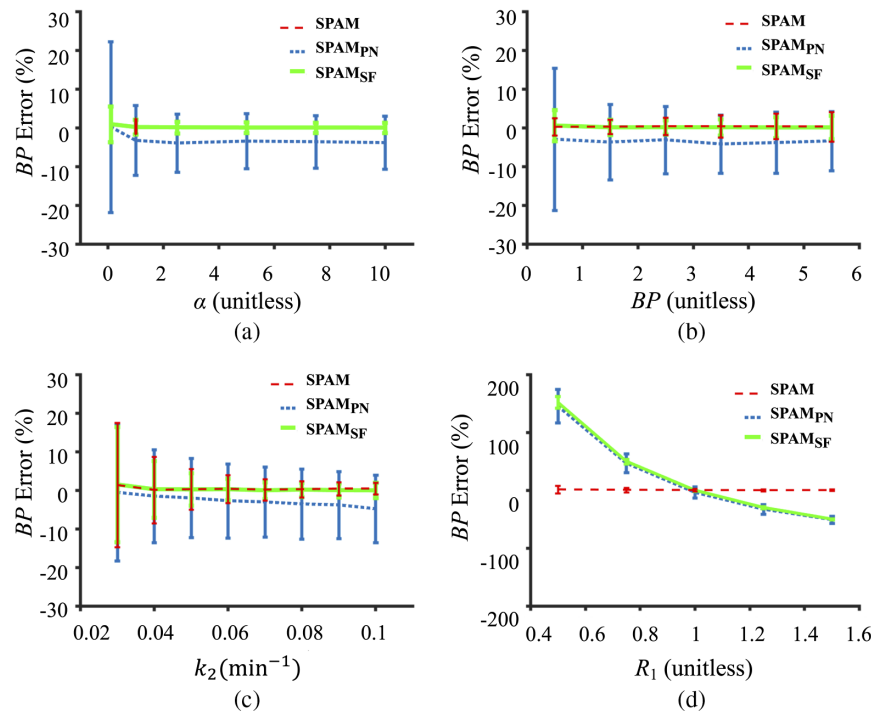 30
20
10
0
-10
-20
-30
BP Error (%)
0 2 4 6 8 10
α (unitless)
(a)
SPAM
SPAMPN
SPAMSF
30
20
10
0
-10
-20
-30
BP Error (%)
0 1 2 3 4 5 6
BP (unitless)
(b)
SPAM
SPAMPN
SPAMSF
30
20
10
0
-10
-20
-30
BP Error (%)
0.02 0.04 0.06 0.08 0.1
k2(min−1)
(c)
SPAM
SPAMPN
SPAMSF
200
100
0
-100
-200
BP Error (%)
0.4 0.6 0.8 1 1.2 1.4 1.6
R1 (unitless)
(d)
SPAM
SPAMPN
SPAMSF